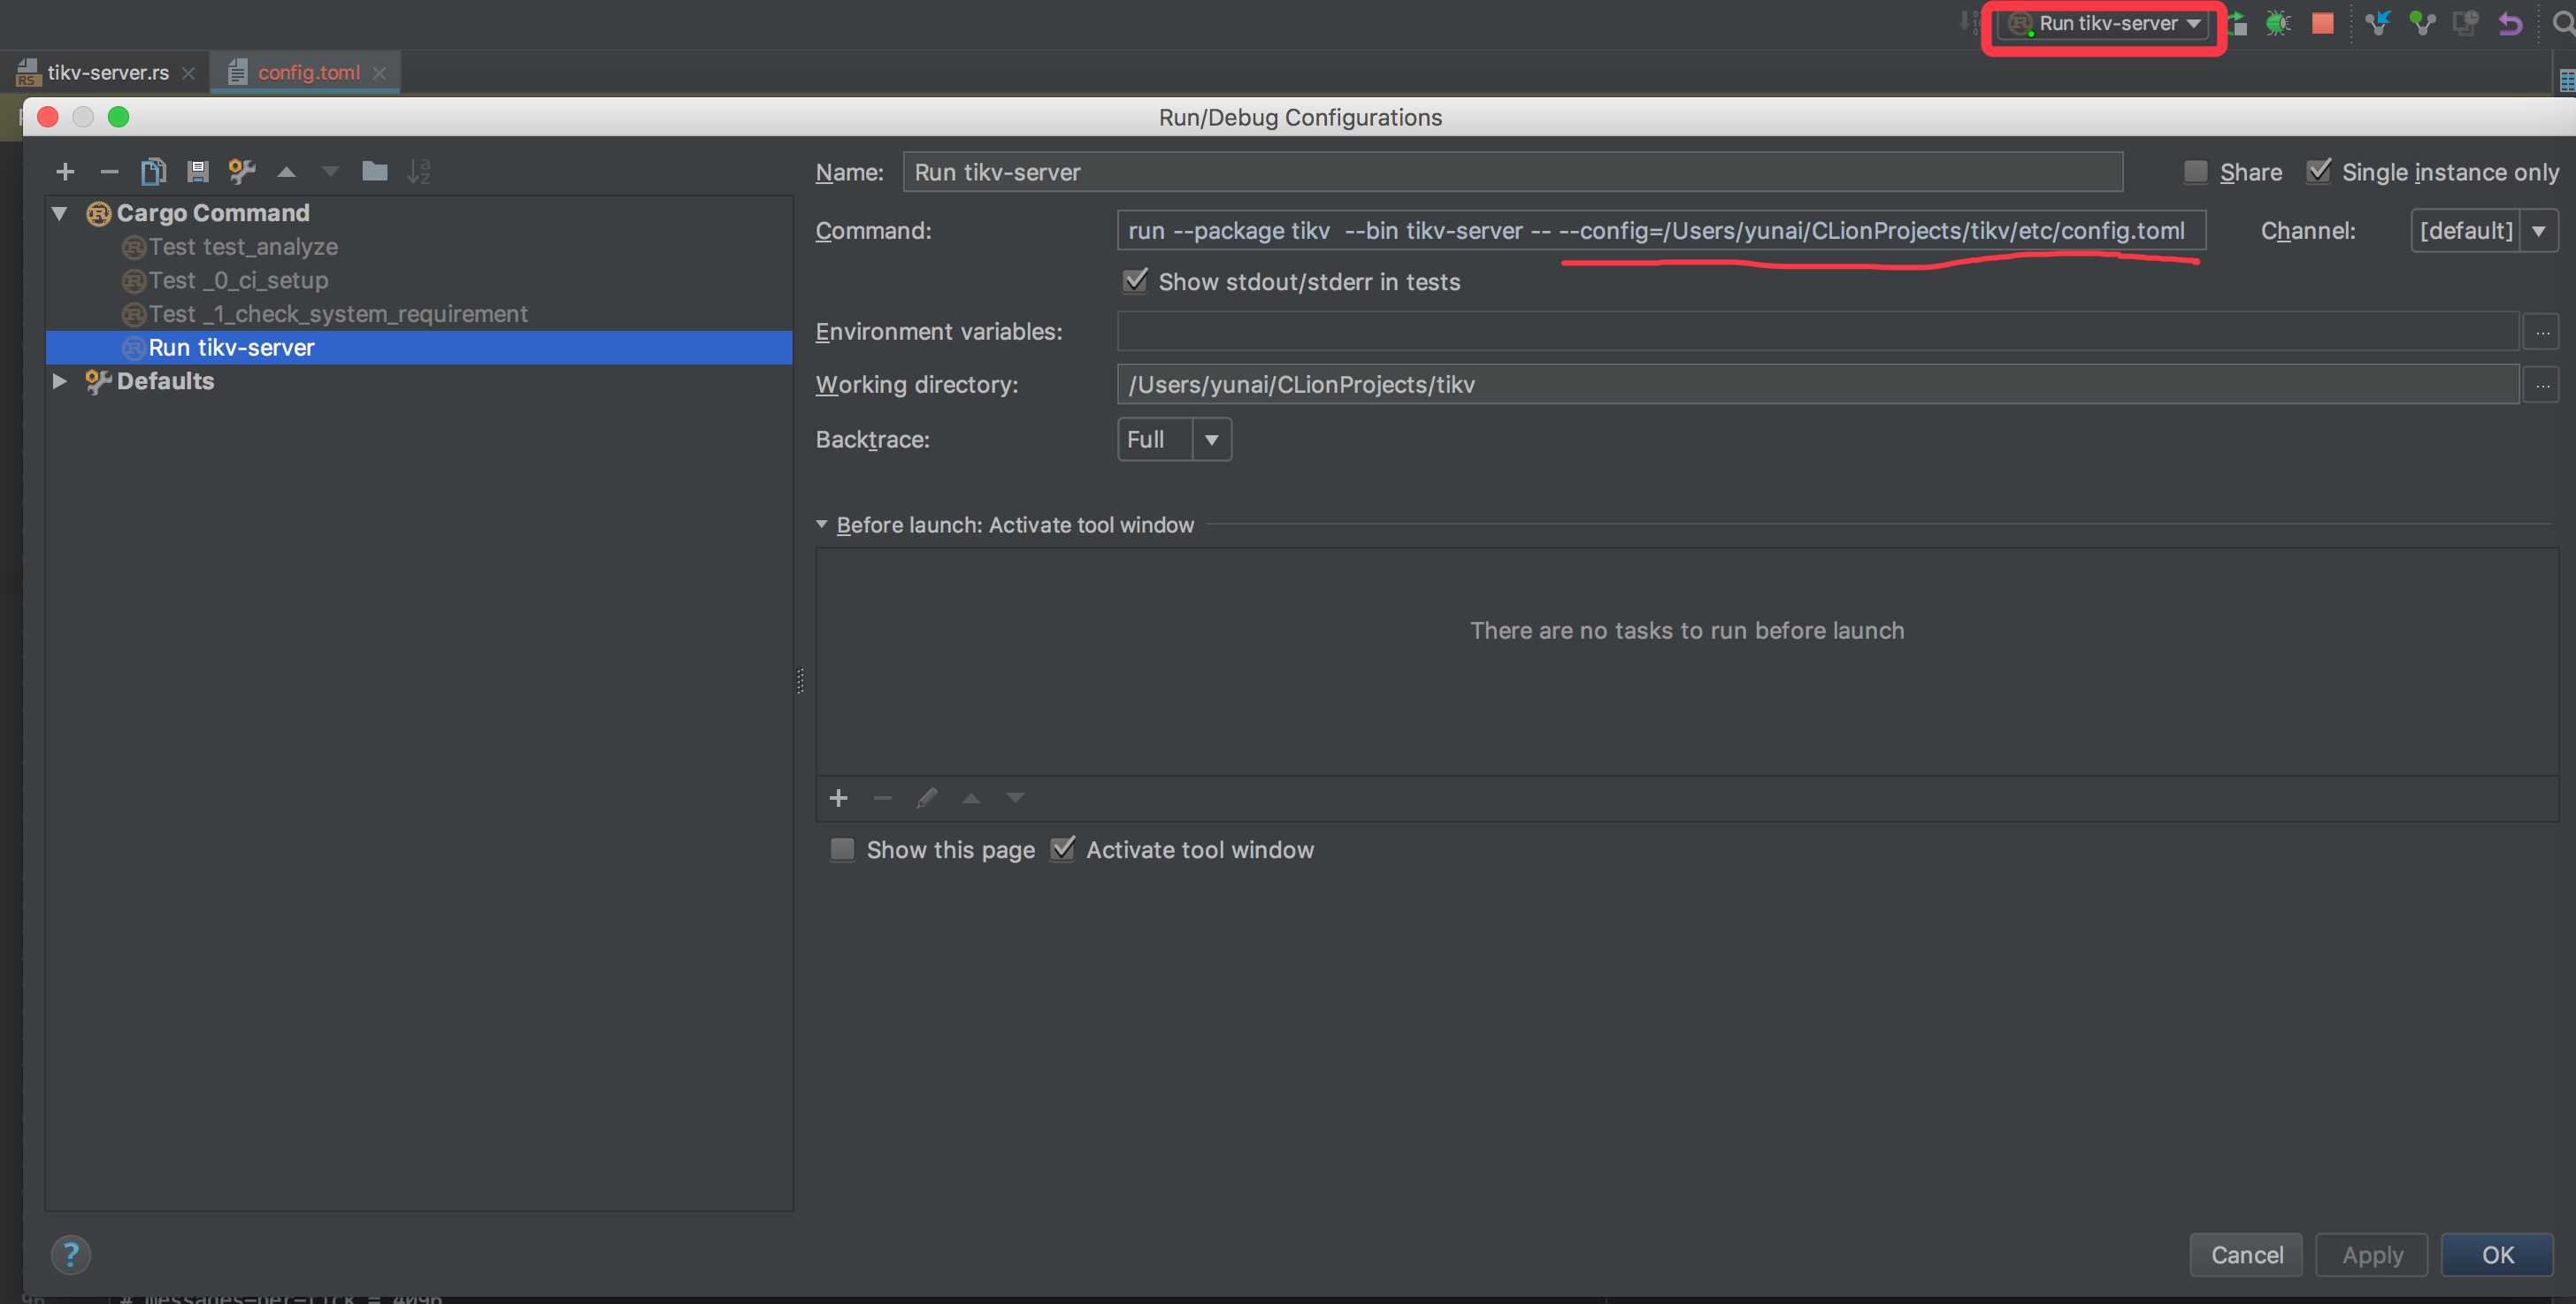 Run tikv-server
tikv-server.rs
config.toml
Run/Debug Configurations
Name: Run tikv-server
Share
Single instance only
Cargo Command
Test test_analyze
Test _0_ci_setup
Test _1_check_system_requirement
Run tikv-server
Defaults
Command: run --package tikv  --bin tikv-server -- --config=/Users/yunai/CLionProjects/tikv/etc/config.toml
Channel: [default]
Show stdout/stderr in tests
Environment variables:
...
Working directory: /Users/yunai/CLionProjects/tikv
...
Backtrace: Full
Before launch: Activate tool window
There are no tasks to run before launch
Show this page
Activate tool window
?
Cancel
Apply
OK